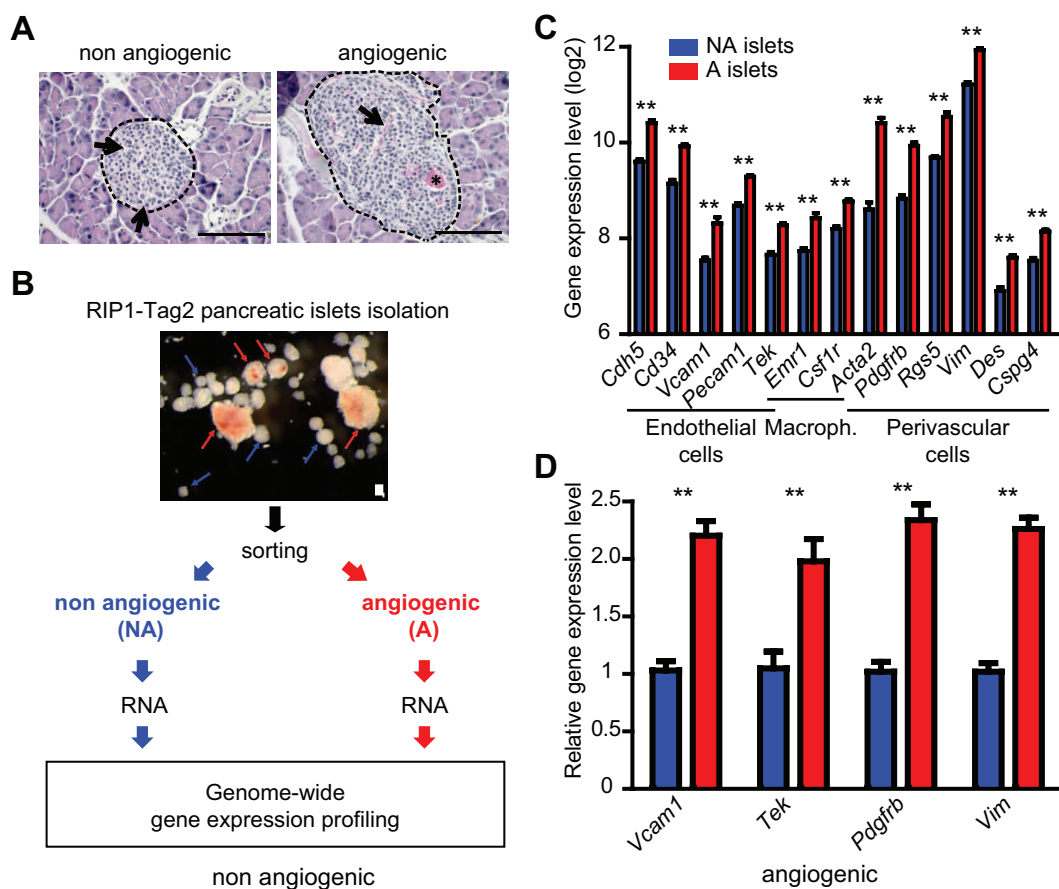 A
non angiogenic
angiogenic
*
B
RIP1-Tag2 pancreatic islets isolation
sorting
non angiogenic
(NA)
angiogenic
(A)
RNA
RNA
Genome-wide
gene expression profiling
non angiogenic
C
Gene expression level (log2)
12
10
8
6
NA islets
A islets
** ** ** ** ** ** ** ** ** ** ** ** **
Cdh5
Cd34
Vcam1
Pecam1
Tek
Emr1
Csf1r
Acta2
Pdgfrb
Rgs5
Vim
Des
Cspg4
Endothelial
cells
Macroph.
Perivascular
cells
D
Relative gene expression level
2.5
2.0
1.5
1
0.5
0
** ** ** **
Vcam1
Tek
Pdgfrb
Vim
angiogenic